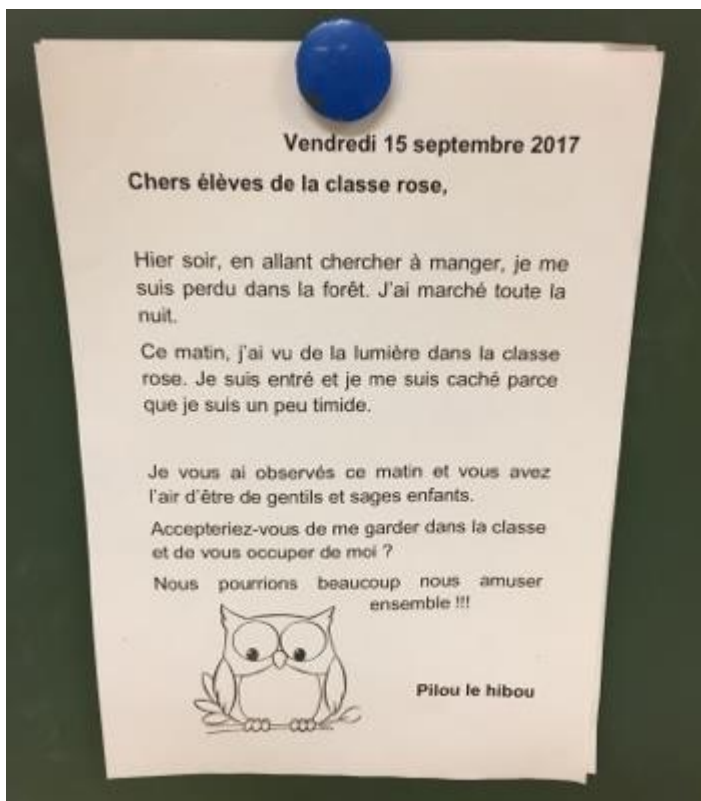 Vendredi 15 septembre 2017
Chers élèves de la classe rose,
Hier soir, en allant chercher à manger, je me
suis perdu dans la forêt. J'ai marché toute la
nuit.
Ce matin, j'ai vu de la lumière dans la classe
rose. Je suis entré et je me suis caché parce
que je suis un peu timide.
Je vous ai observés ce matin et vous avez
l'air d'être de gentils et sages enfants.
Accepteriez-vous de me garder dans la classe
et de vous occuper de moi ?
Nous pourrions beaucoup nous amuser
ensemble !!!
Pilou le hibou